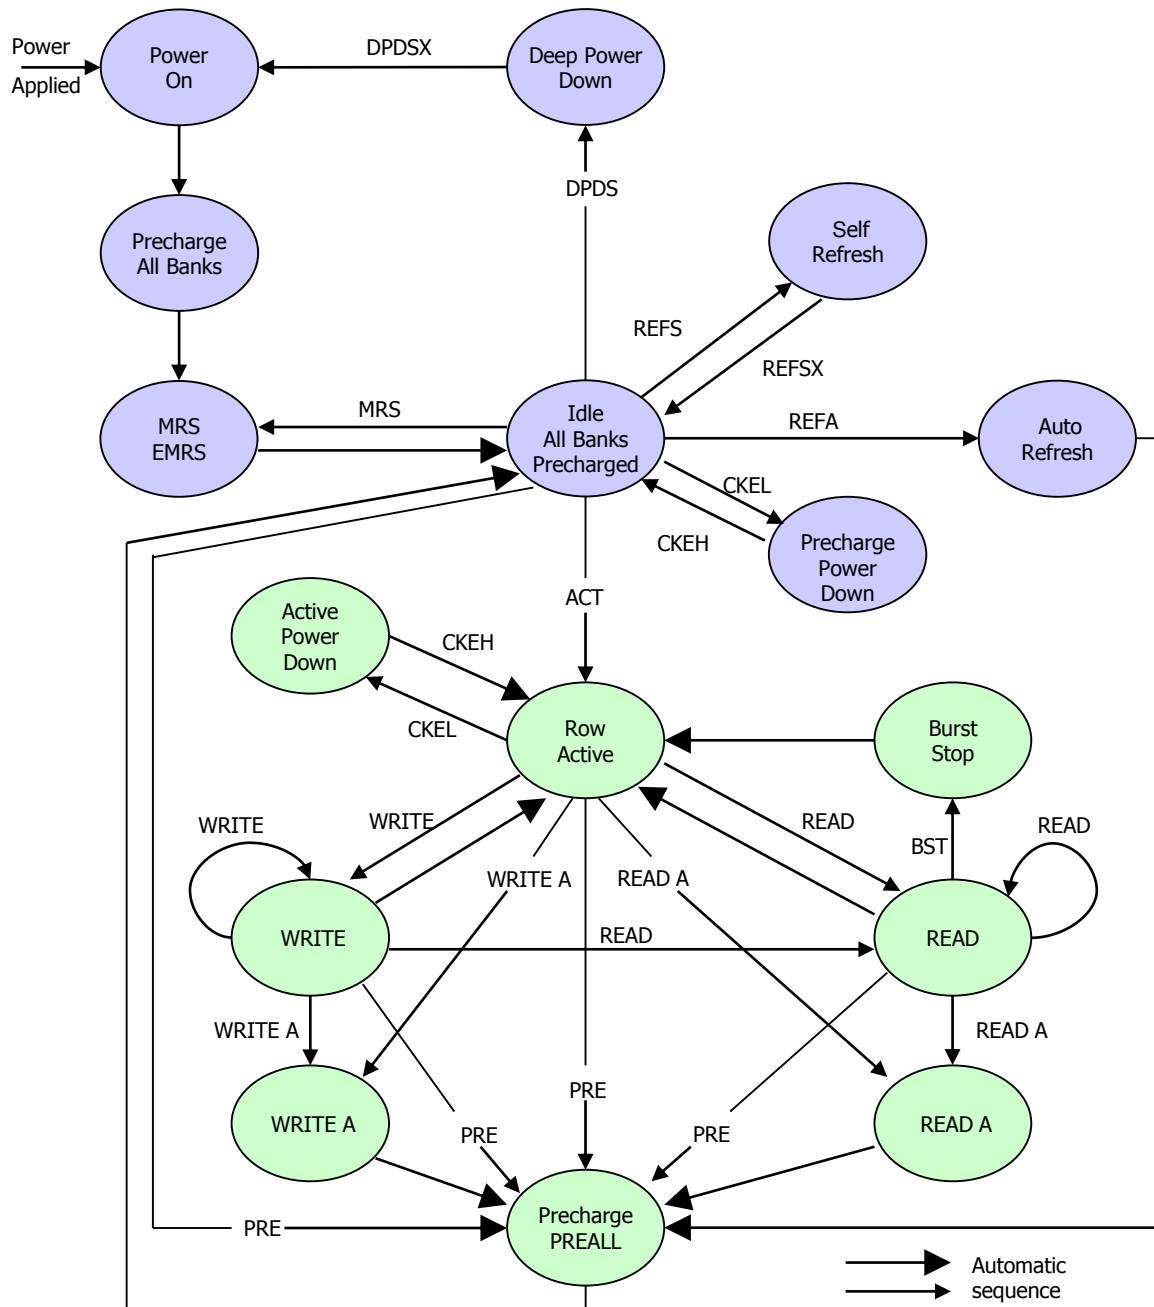 Power
Applied
Power
On
DPDSX
Deep Power
Down
DPDS
Precharge
All Banks
Self
Refresh
REFS
REFSX
MRS
EMRS
MRS
Idle
All Banks
Precharged
REFA
Auto
Refresh
CKEL
CKEH
Precharge
Power
Down
ACT
Active
Power
Down
CKEH
CKEL
Row
Active
Burst
Stop
WRITE
WRITE
READ
BST
READ
WRITE A
READ A
WRITE
READ
READ
WRITE A
READ A
WRITE A
PRE
PRE
PRE
READ A
PRE
Precharge
PREALL
Automatic
sequence